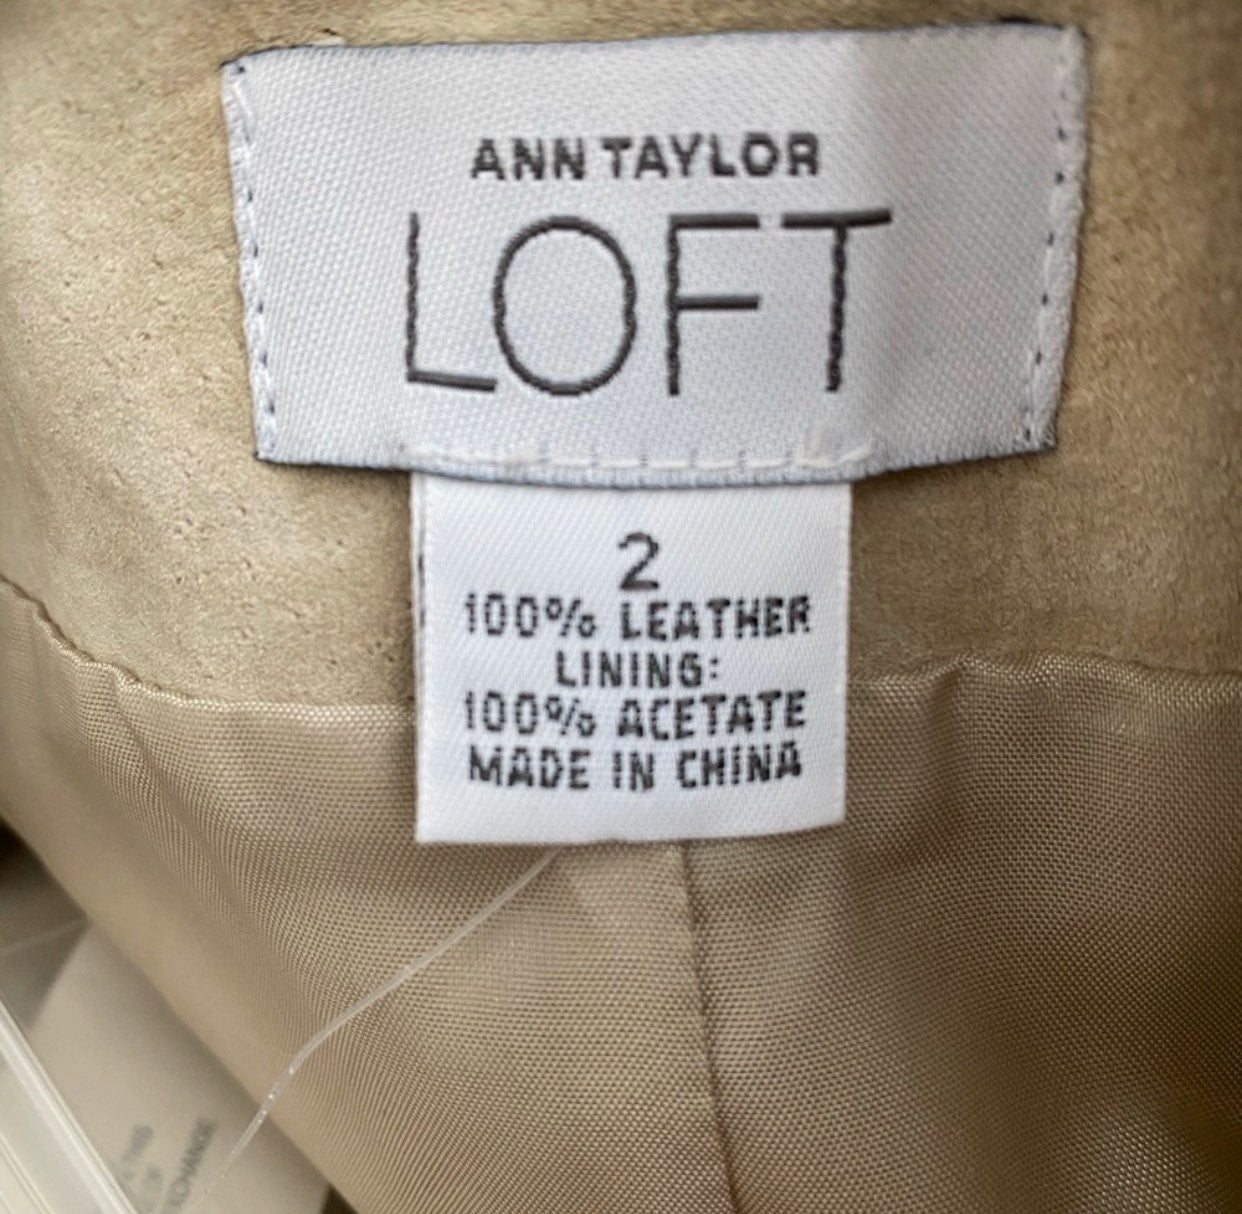 ANN TAYLOR
LOFT
2
100% LEATHER
LINING:
100% ACETATE
MADE IN CHINA